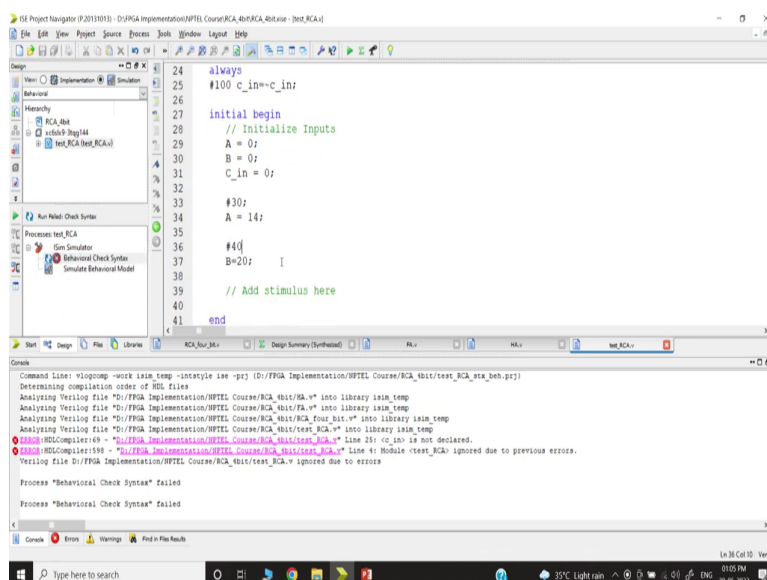 ISE Project Navigator (P.20131013) - D:\FPGA Implementation\NPTEL Course\RCA_4bit\RCA_4bit.xise - [test_RCA.v]
File Edit View Project Source Process Tools Window Layout Help
Design
View: Implementation Simulation
Behavioral
Hierarchy
RCA_4bit
xc6slx9-3tqg144
test_RCA (test_RCA.v)
Run Failed: Check Syntax
Processes: test_RCA
ISim Simulator
Behavioral Check Syntax
Simulate Behavioral Model
Start Design Files Libraries
24 always
25 #100 c_in=~c_in;
26
27 initial begin
28 // Initialize Inputs
29 A = 0;
30 B = 0;
31 C_in = 0;
32
33 #30;
34 A = 14;
35
36 #40
37 B=20;
38
39 // Add stimulus here
40
41 end
RCA_four_bit.v Design Summary (Synthesized) FA.v HA.v test_RCA.v
Console
Command Line: vlogcomp -work isim_temp -intstyle ise -prj {D:/FPGA Implementation/NPTEL Course/RCA_4bit/test_RCA_stx_beh.prj}
Determining compilation order of HDL files
Analyzing Verilog file "D:/FPGA Implementation/NPTEL Course/RCA_4bit/HA.v" into library isim_temp
Analyzing Verilog file "D:/FPGA Implementation/NPTEL Course/RCA_4bit/FA.v" into library isim_temp
Analyzing Verilog file "D:/FPGA Implementation/NPTEL Course/RCA_4bit/RCA_four_bit.v" into library isim_temp
Analyzing Verilog file "D:/FPGA Implementation/NPTEL Course/RCA_4bit/test_RCA.v" into library isim_temp
ERROR:HDLCompiler:69 - "D:/FPGA Implementation/NPTEL Course/RCA_4bit/test_RCA.v" Line 25: <c_in> is not declared.
ERROR:HDLCompiler:598 - "D:/FPGA Implementation/NPTEL Course/RCA_4bit/test_RCA.v" Line 4: Module <test_RCA> ignored due to previous errors.
Verilog file D:/FPGA Implementation/NPTEL Course/RCA_4bit/test_RCA.v ignored due to errors
Process "Behavioral Check Syntax" failed
Process "Behavioral Check Syntax" failed
Console Errors Warnings Find in Files Results
Ln 36 Col 10 Ver
Type here to search
35°C Light rain
ENG
01:05 PM